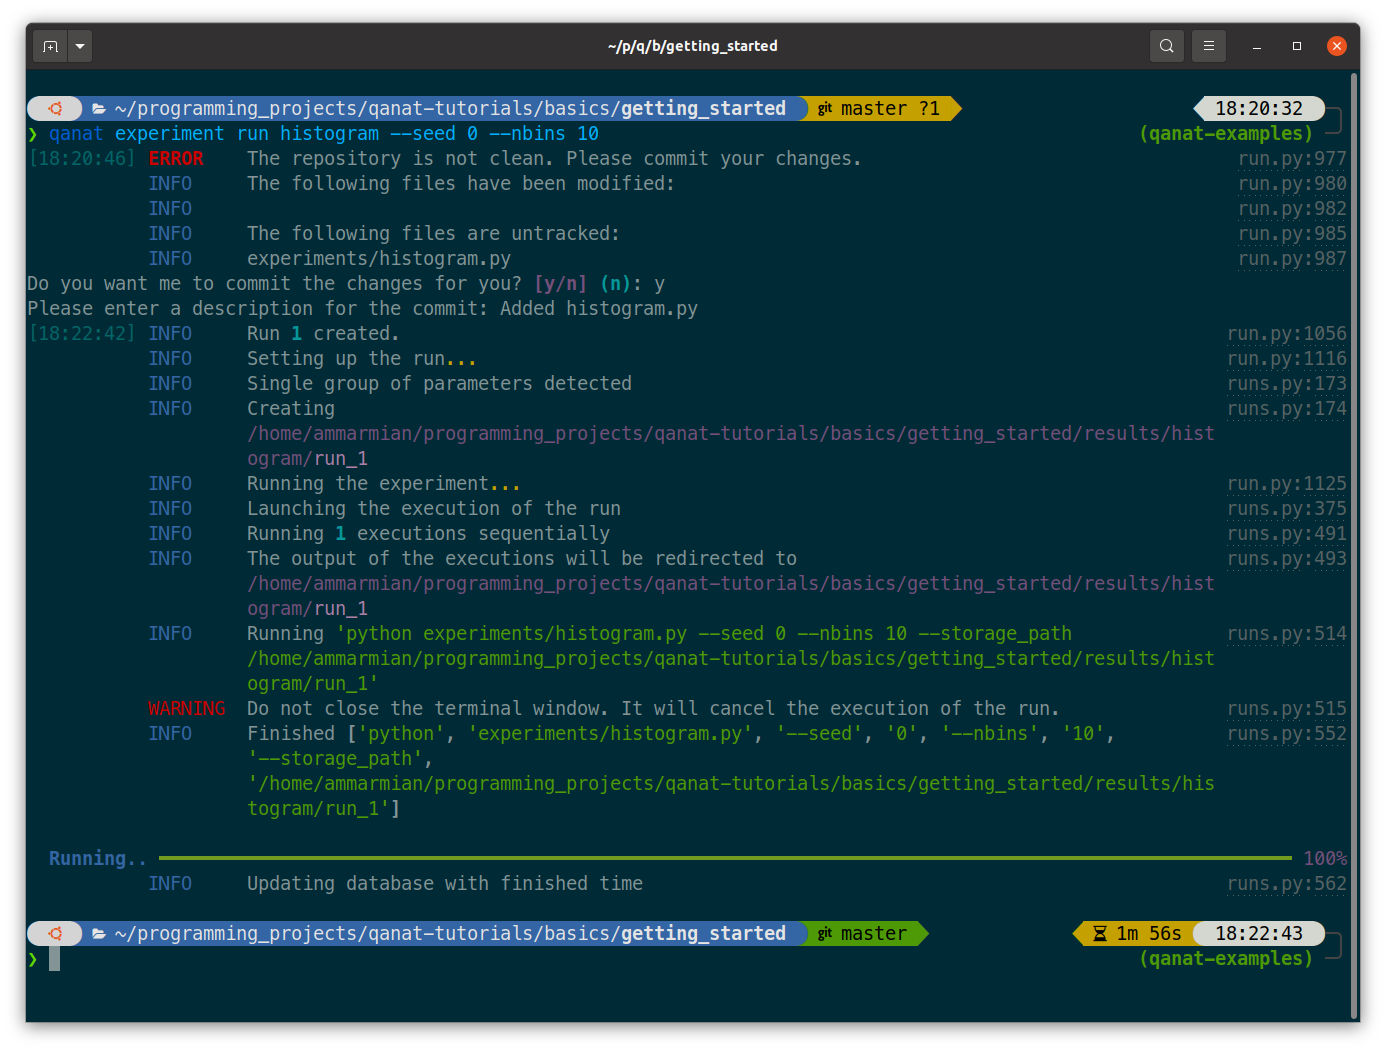 ~/p/q/b/getting_started
~/programming_projects/qanat-tutorials/basics/getting_started git master ?1 18:20:32
❯ qanat experiment run histogram --seed 0 --nbins 10 (qanat-examples)
[18:20:46] ERROR The repository is not clean. Please commit your changes. run.py:977
INFO The following files have been modified: run.py:980
INFO run.py:982
INFO The following files are untracked: run.py:985
INFO experiments/histogram.py run.py:987
Do you want me to commit the changes for you? [y/n] (n): y
Please enter a description for the commit: Added histogram.py
[18:22:42] INFO Run 1 created. run.py:1056
INFO Setting up the run... run.py:1116
INFO Single group of parameters detected runs.py:173
INFO Creating runs.py:174
/home/ammarmian/programming_projects/qanat-tutorials/basics/getting_started/results/hist
ogram/run_1
INFO Running the experiment... run.py:1125
INFO Launching the execution of the run runs.py:375
INFO Running 1 executions sequentially runs.py:491
INFO The output of the executions will be redirected to runs.py:493
/home/ammarmian/programming_projects/qanat-tutorials/basics/getting_started/results/hist
ogram/run_1
INFO Running 'python experiments/histogram.py --seed 0 --nbins 10 --storage_path runs.py:514
/home/ammarmian/programming_projects/qanat-tutorials/basics/getting_started/results/hist
ogram/run_1'
WARNING Do not close the terminal window. It will cancel the execution of the run. runs.py:515
INFO Finished ['python', 'experiments/histogram.py', '--seed', '0', '--nbins', '10', runs.py:552
'--storage_path',
'/home/ammarmian/programming_projects/qanat-tutorials/basics/getting_started/results/his
togram/run_1']
Running.. 100%
INFO Updating database with finished time runs.py:562
~/programming_projects/qanat-tutorials/basics/getting_started git master 1m 56s 18:22:43
❯ (qanat-examples)